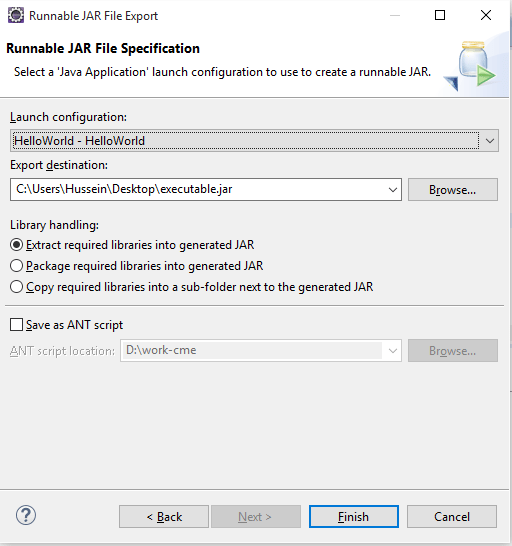 Runnable JAR File Export
Runnable JAR File Specification
Select a 'Java Application' launch configuration to use to create a runnable JAR.
Launch configuration:
HelloWorld - HelloWorld
Export destination:
C:\Users\Hussein\Desktop\executable.jar
Browse...
Library handling:
Extract required libraries into generated JAR
Package required libraries into generated JAR
Copy required libraries into a sub-folder next to the generated JAR
Save as ANT script
ANT script location:
D:\work-cme
Browse...
?
< Back
Next >
Finish
Cancel